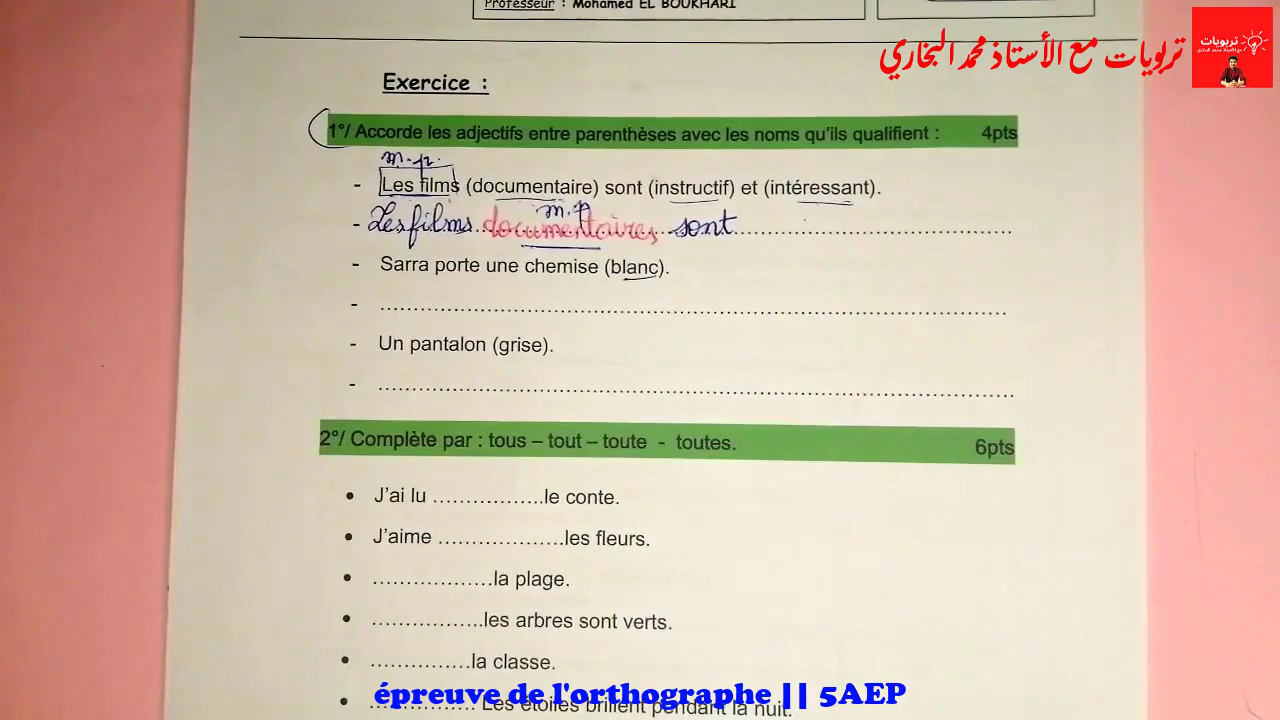 Professeur : Mohamed EL BOUKHARI
تربويات مع الأستاذ محمد البخاري
تربويات
Exercice :
1°/ Accorde les adjectifs entre parenthèses avec les noms qu'ils qualifient : 4pts
m.p.
- Les films (documentaire) sont (instructif) et (intéressant).
m.p
- Les films documentaires sont
- Sarra porte une chemise (blanc).
- ……………………………………………………………………………
- Un pantalon (grise).
- ……………………………………………………………………………
2°/ Complète par : tous – tout – toute - toutes. 6pts
• J'ai lu ……………..le conte.
• J'aime ……………….les fleurs.
• ………………la plage.
• ……………..les arbres sont verts.
• ……………la classe.
• ……………. Les étoiles brillent pendant la nuit.
épreuve de l'orthographe || 5AEP